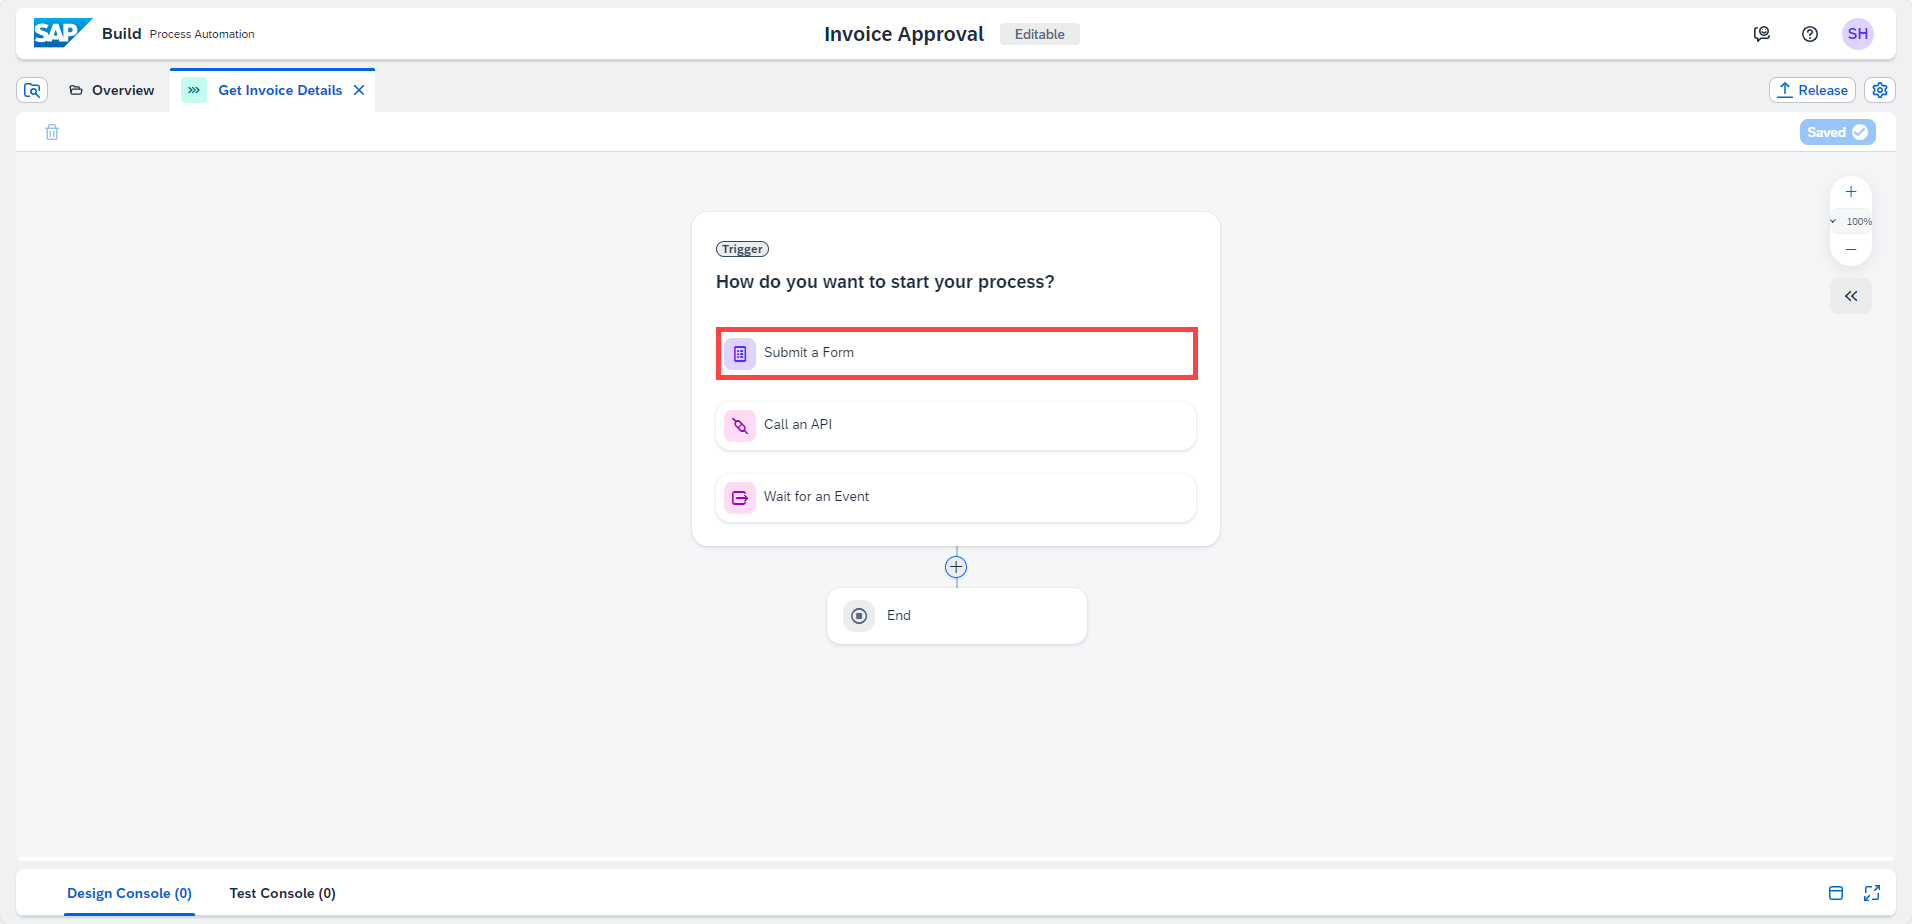 SAP Build Process Automation
Invoice Approval Editable
SH
Overview
Get Invoice Details
Release
Saved
100%
Trigger
How do you want to start your process?
Submit a Form
Call an API
Wait for an Event
End
Design Console (0) Test Console (0)